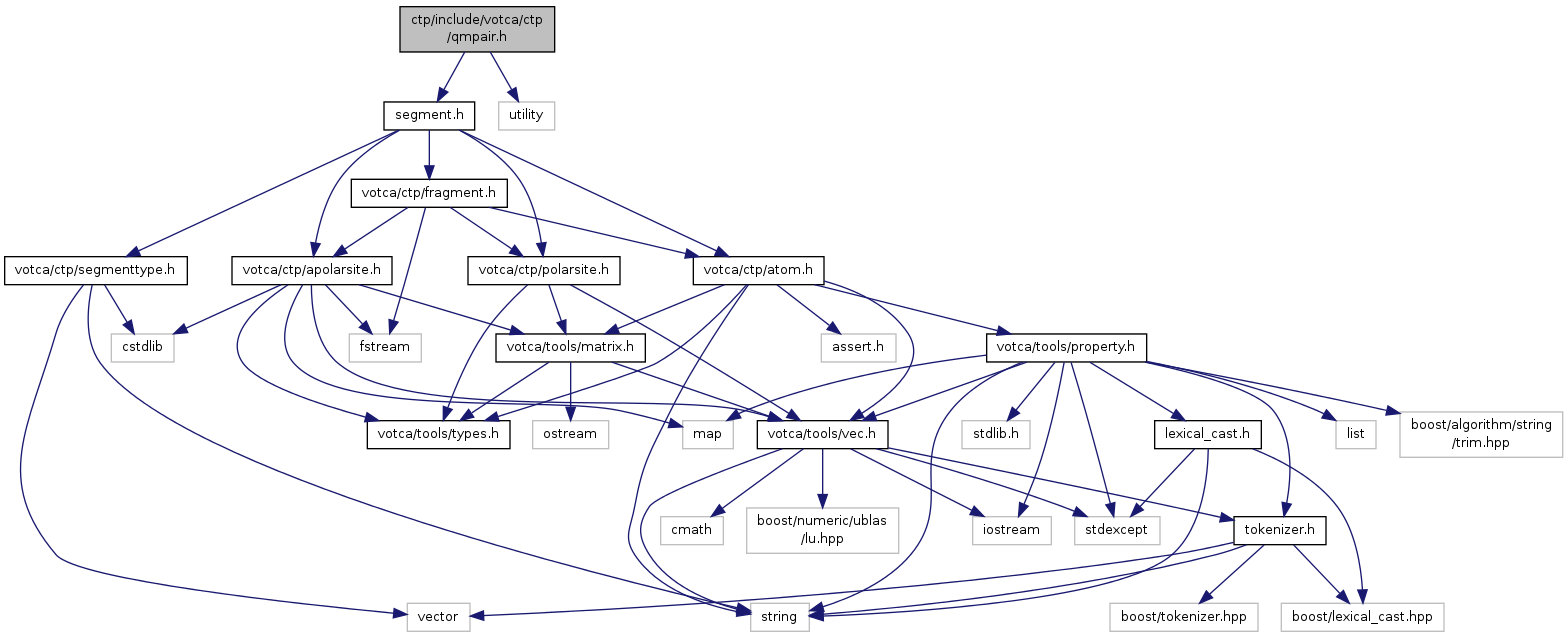 ctp/include/votca/ctp
/qmpair.h
segment.h
utility
votca/ctp/fragment.h
votca/ctp/segmenttype.h
votca/ctp/apolarsite.h
votca/ctp/polarsite.h
votca/ctp/atom.h
cstdlib
fstream
votca/tools/matrix.h
assert.h
votca/tools/property.h
votca/tools/types.h
ostream
map
votca/tools/vec.h
stdlib.h
lexical_cast.h
list
boost/algorithm/string
/trim.hpp
cmath
boost/numeric/ublas
/lu.hpp
iostream
stdexcept
tokenizer.h
vector
string
boost/tokenizer.hpp
boost/lexical_cast.hpp